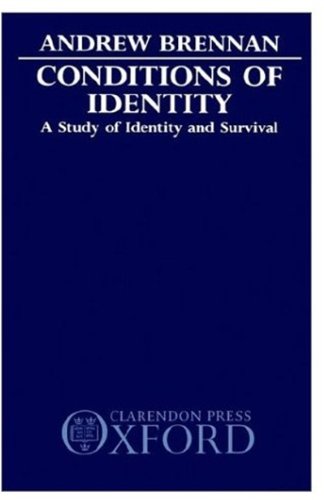 ANDREW BRENNAN
CONDITIONS OF
IDENTITY
A Study of Identity and Survival
CLARENDON PRESS
OXFORD